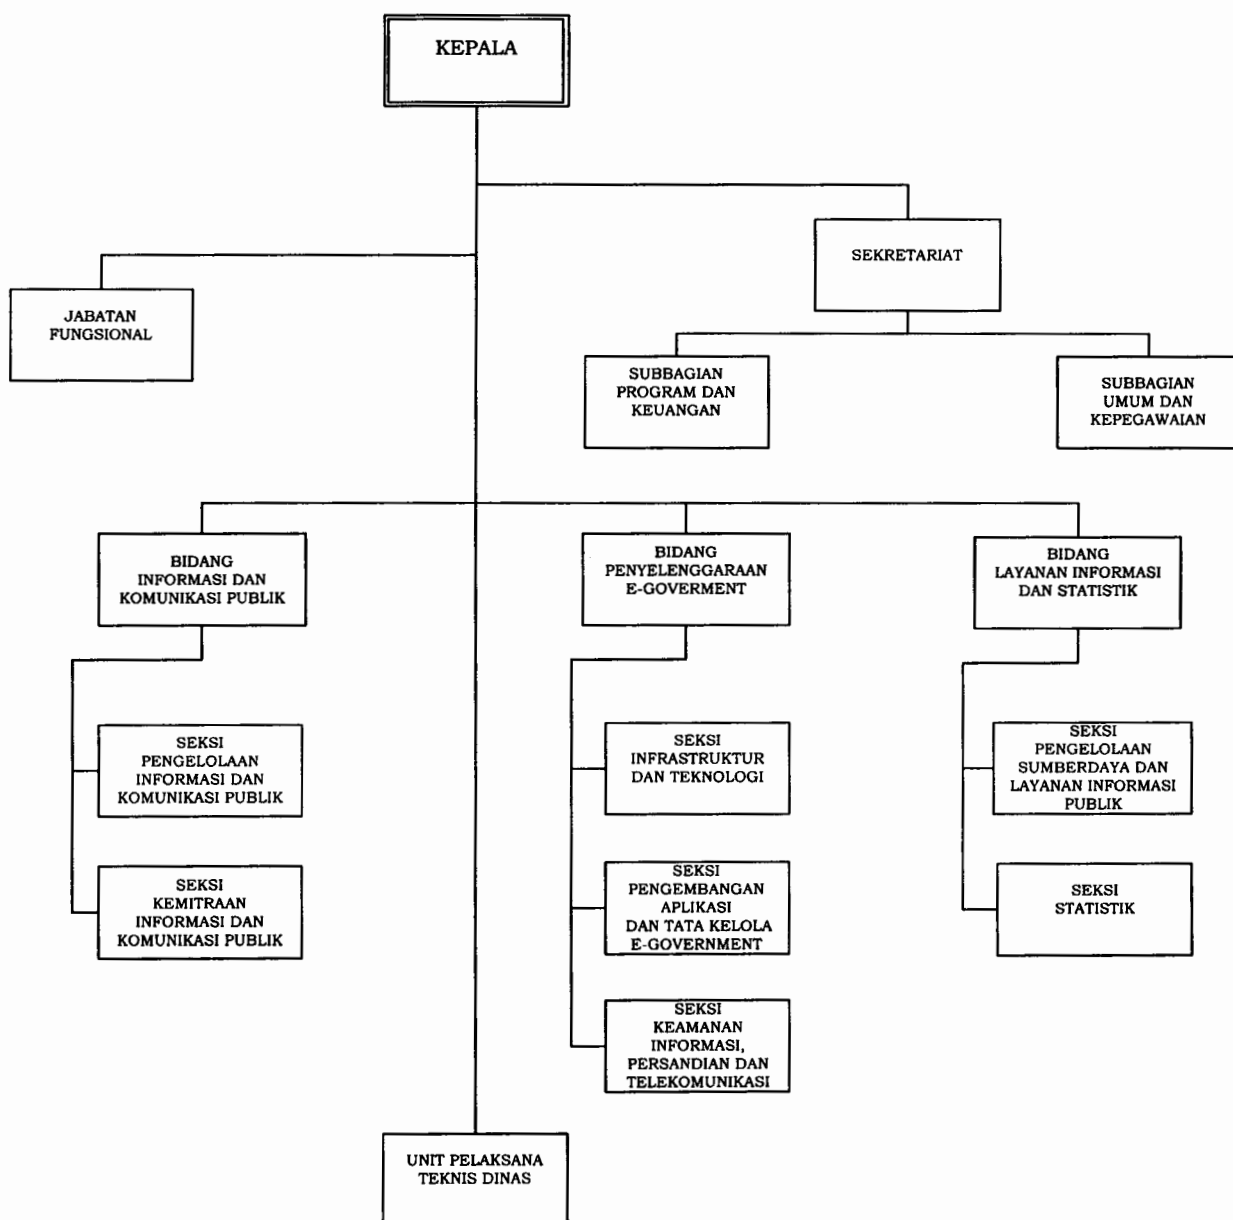 KEPALA
SEKRETARIAT
JABATAN
FUNGSIONAL
SUBBAGIAN
PROGRAM DAN
KEUANGAN
SUBBAGIAN
UMUM DAN
KEPEGAWAIAN
BIDANG
INFORMASI DAN
KOMUNIKASI PUBLIK
BIDANG
PENYELENGGARAAN
E-GOVERMENT
BIDANG
LAYANAN INFORMASI
DAN STATISTIK
SEKSI
PENGELOLAAN
INFORMASI DAN
KOMUNIKASI PUBLIK
SEKSI
INFRASTRUKTUR
DAN TEKNOLOGI
SEKSI
PENGELOLAAN
SUMBERDAYA DAN
LAYANAN INFORMASI
PUBLIK
SEKSI
KEMITRAAN
INFORMASI DAN
KOMUNIKASI PUBLIK
SEKSI
PENGEMBANGAN
APLIKASI
DAN TATA KELOLA
E-GOVERNMENT
SEKSI
STATISTIK
SEKSI
KEAMANAN
INFORMASI,
PERSANDIAN DAN
TELEKOMUNIKASI
UNIT PELAKSANA
TEKNIS DINAS